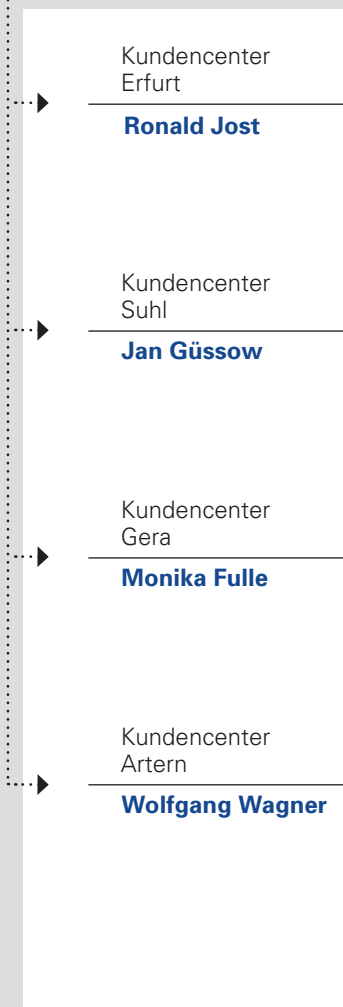 Kundencenter
Erfurt
Ronald Jost
Kundencenter
Suhl
Jan Güssow
Kundencenter
Gera
Monika Fulle
Kundencenter
Artern
Wolfgang Wagner